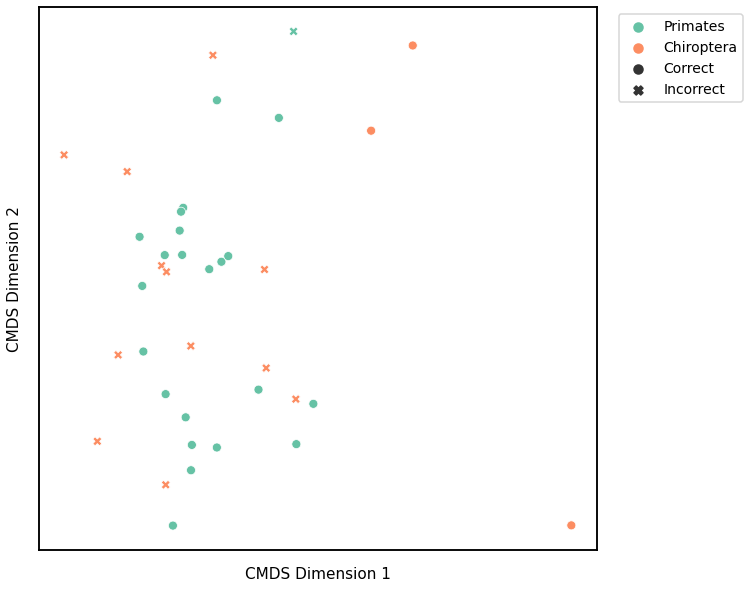 Primates
Chiroptera
Correct
Incorrect
CMDS Dimension 2
CMDS Dimension 1